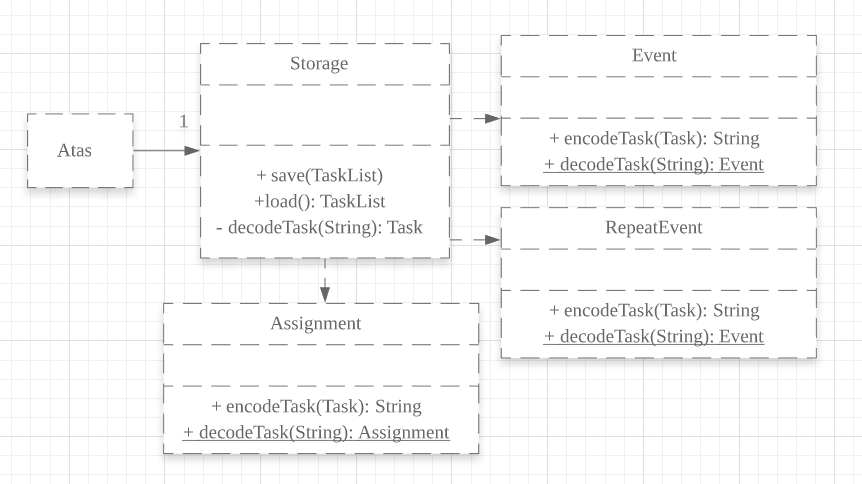 Atas
1
Storage
+ save(TaskList)
+load(): TaskList
- decodeTask(String): Task
Event
+ encodeTask(Task): String
+ decodeTask(String): Event
RepeatEvent
+ encodeTask(Task): String
+ decodeTask(String): Event
Assignment
+ encodeTask(Task): String
+ decodeTask(String): Assignment